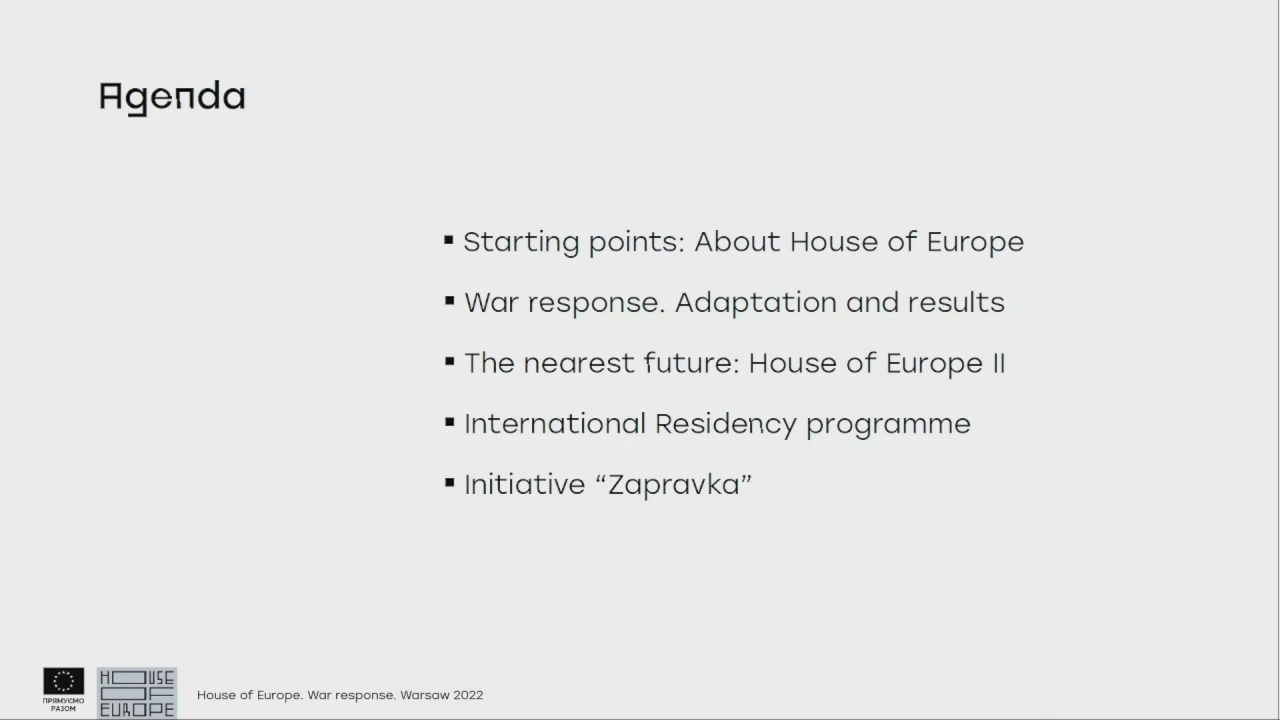 Agenda
▪ Starting points: About House of Europe
▪ War response. Adaptation and results
▪ The nearest future: House of Europe II
▪ International Residency programme
▪ Initiative “Zapravka”
ПРЯМУЄМО
РАЗОМ
HOUSE
OF
EUROPE
House of Europe. War response. Warsaw 2022